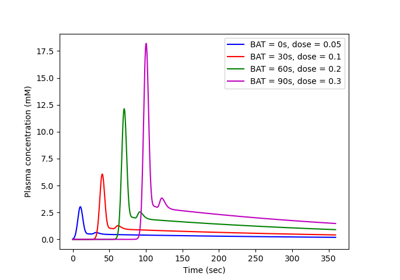 BAT = 0s, dose = 0.05
BAT = 30s, dose = 0.1
BAT = 60s, dose = 0.2
BAT = 90s, dose = 0.3
Plasma concentration (mM)
17.5
15.0
12.5
10.0
7.5
5.0
2.5
0.0
0 50 100 150 200 250 300 350
Time (sec)